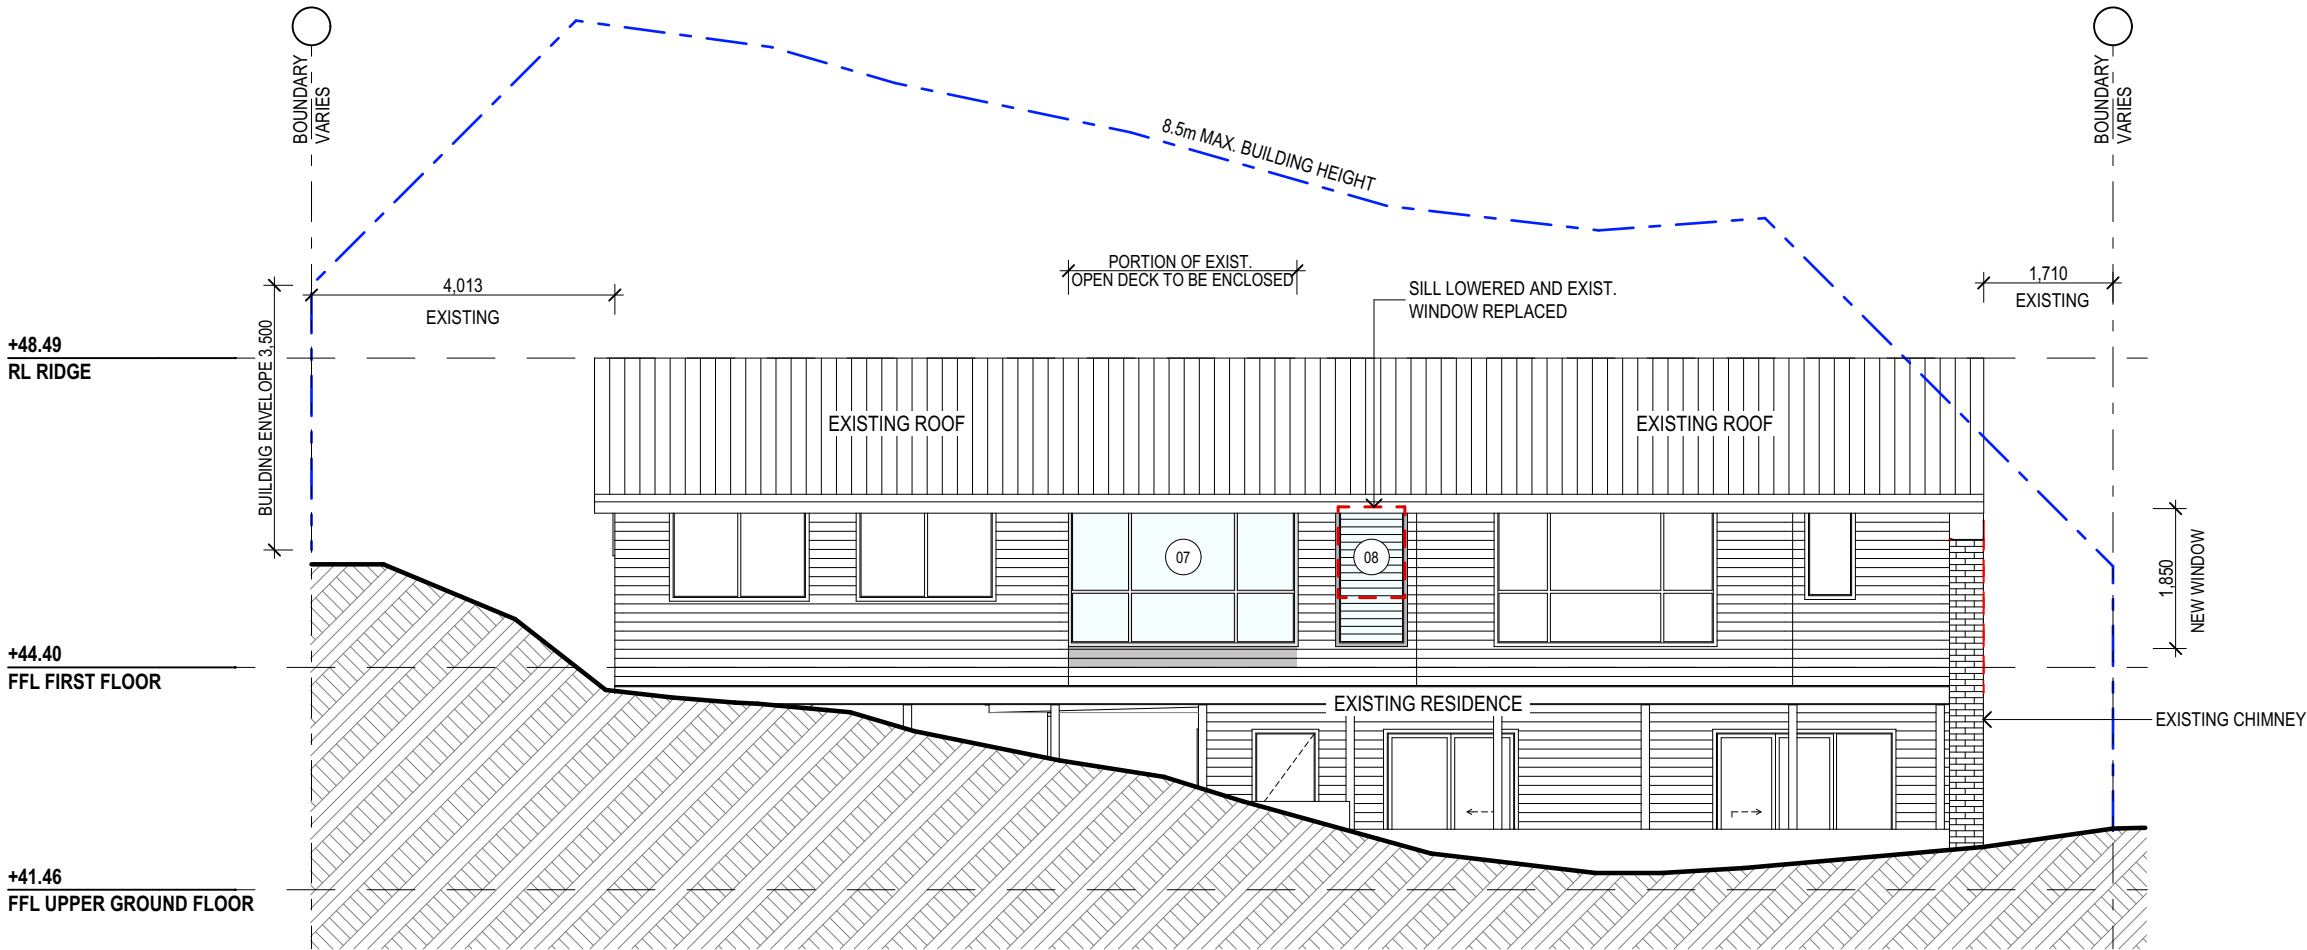 BOUNDARY
VARIES
BOUNDARY
VARIES
8.5m MAX. BUILDING HEIGHT
PORTION OF EXIST.
OPEN DECK TO BE ENCLOSED
SILL LOWERED AND EXIST.
WINDOW REPLACED
4,013
EXISTING
1,710
EXISTING
BUILDING ENVELOPE 3,500
+48.49
RL RIDGE
EXISTING ROOF
EXISTING ROOF
07
08
1,850
NEW WINDOW
+44.40
FFL FIRST FLOOR
EXISTING RESIDENCE
EXISTING CHIMNEY
+41.46
FFL UPPER GROUND FLOOR